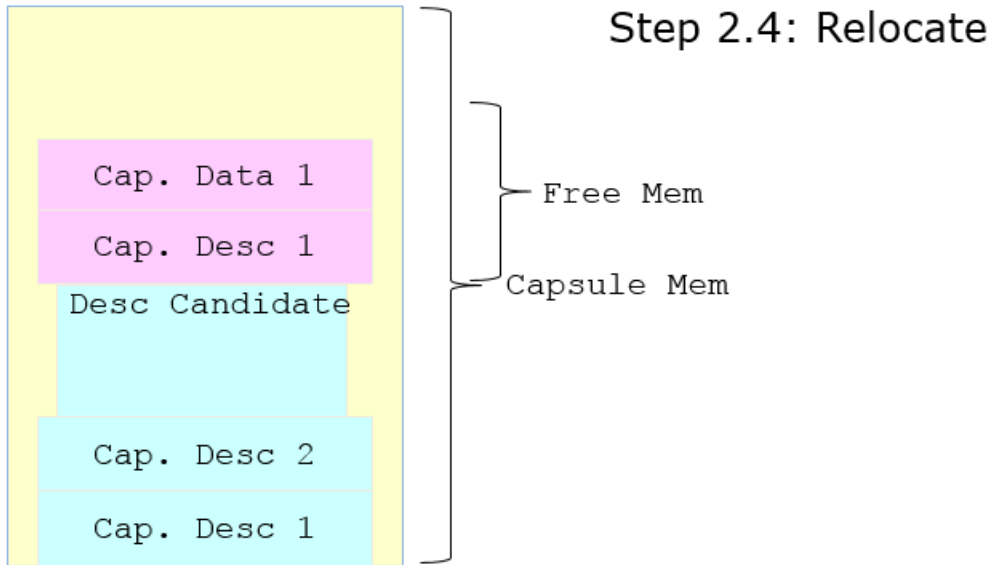 Step 2.4: Relocate
Cap. Data 1
Free Mem
Cap. Desc 1
Capsule Mem
Desc Candidate
Cap. Desc 2
Cap. Desc 1